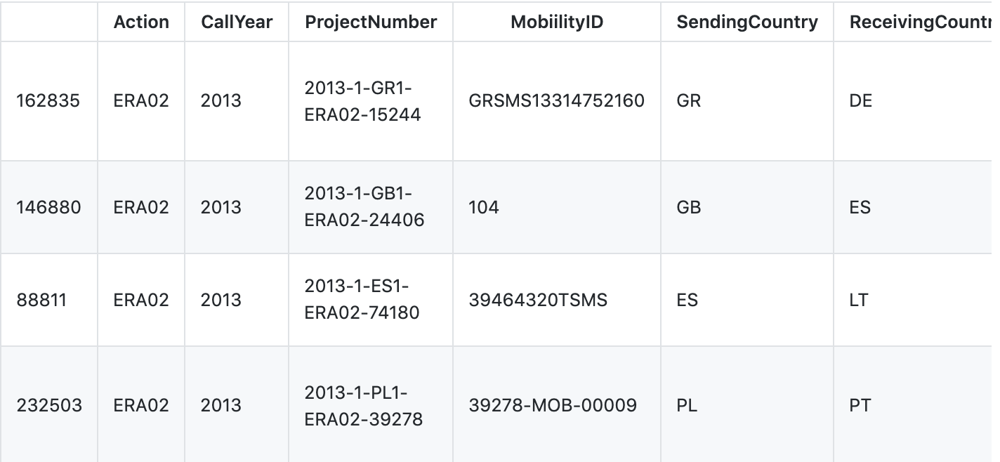 Action CallYear ProjectNumber MobiilityID SendingCountry ReceivingCountr
162835 ERA02 2013 2013-1-GR1-
ERA02-15244 GRSMS13314752160 GR DE
146880 ERA02 2013 2013-1-GB1-
ERA02-24406 104 GB ES
88811 ERA02 2013 2013-1-ES1-
ERA02-74180 39464320TSMS ES LT
232503 ERA02 2013 2013-1-PL1-
ERA02-39278 39278-MOB-00009 PL PT